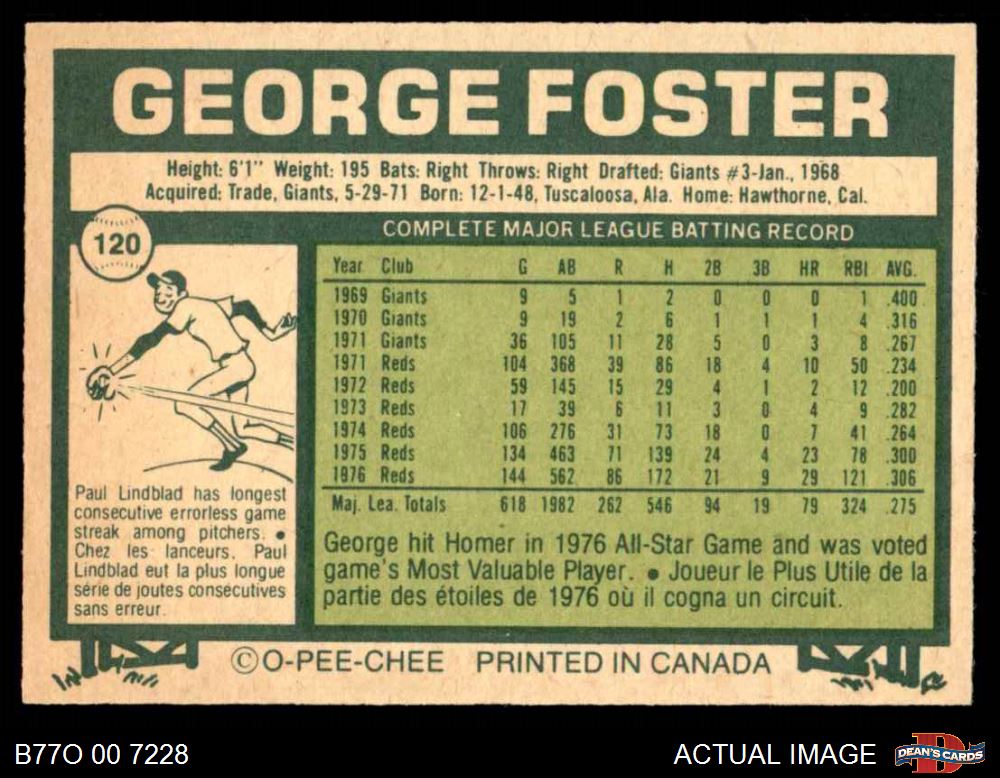 GEORGE FOSTER
Height: 6'1" Weight: 195 Bats: Right Throws: Right Drafted: Giants #3-Jan., 1968
Acquired: Trade, Giants, 5-29-71 Born: 12-1-48, Tuscaloosa, Ala. Home: Hawthorne, Cal.
120
COMPLETE MAJOR LEAGUE BATTING RECORD
Year Club G AB R H 2B 3B HR RBI AVG.
1969 Giants 9 5 1 2 0 0 0 1 .400
1970 Giants 9 19 2 6 1 1 1 4 .316
1971 Giants 36 105 11 28 5 0 3 8 .267
1971 Reds 104 368 39 86 18 4 10 50 .234
1972 Reds 59 145 15 29 4 1 2 12 .200
1973 Reds 17 39 6 11 3 0 4 9 .282
1974 Reds 106 276 31 73 18 0 7 41 .264
1975 Reds 134 463 71 139 24 4 23 78 .300
1976 Reds 144 562 86 172 21 9 29 121 .306
Maj. Lea. Totals 618 1982 262 546 94 19 79 324 .275
Paul Lindblad has longest
consecutive errorless game
streak among pitchers. •
Chez les lanceurs, Paul
Lindblad eut la plus longue
série de joutes consécutives
sans erreur.
George hit Homer in 1976 All-Star Game and was voted
game's Most Valuable Player. • Joueur le Plus Utile de la
partie des étoiles de 1976 où il cogna un circuit.
© O-PEE-CHEE PRINTED IN CANADA
B77O 00 7228
ACTUAL IMAGE
DEAN'S CARDS